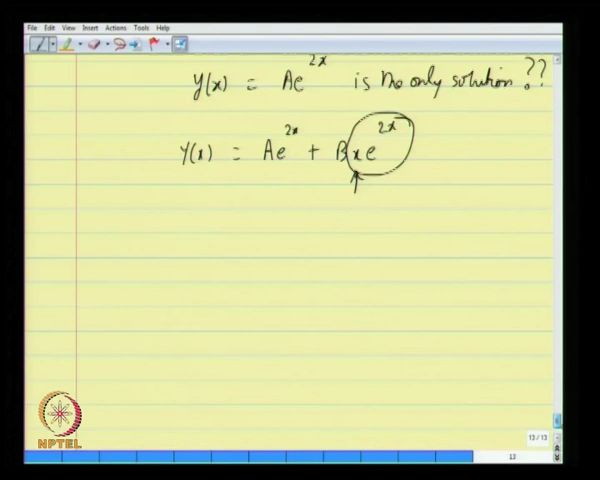 File Edit View Insert Actions Tools Help
y(x) = Ae^{2x} is the only solution ??
y(x) = Ae^{2x} + Bxe^{2x}
NPTEL
13/13
13